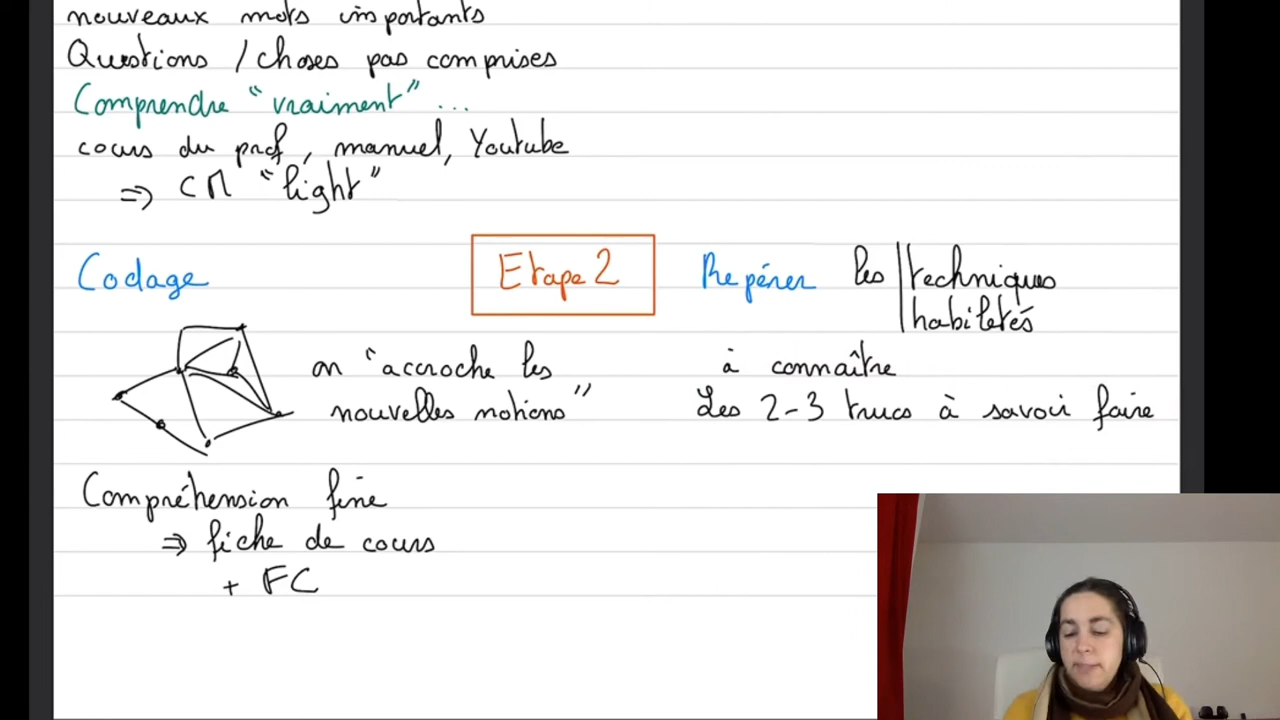 nouveaux mots importants
Questions / choses pas comprises
Comprendre "vraiment" ...
cours du prof, manuel, Youtube
⇒ CM "light"
Codage
Etape 2
Repérer les techniques
habiletés
on "accroche les
nouvelles notions"
à connaître
Les 2-3 trucs à savoir faire
Compréhension fine
⇒ fiche de cours
+ FC